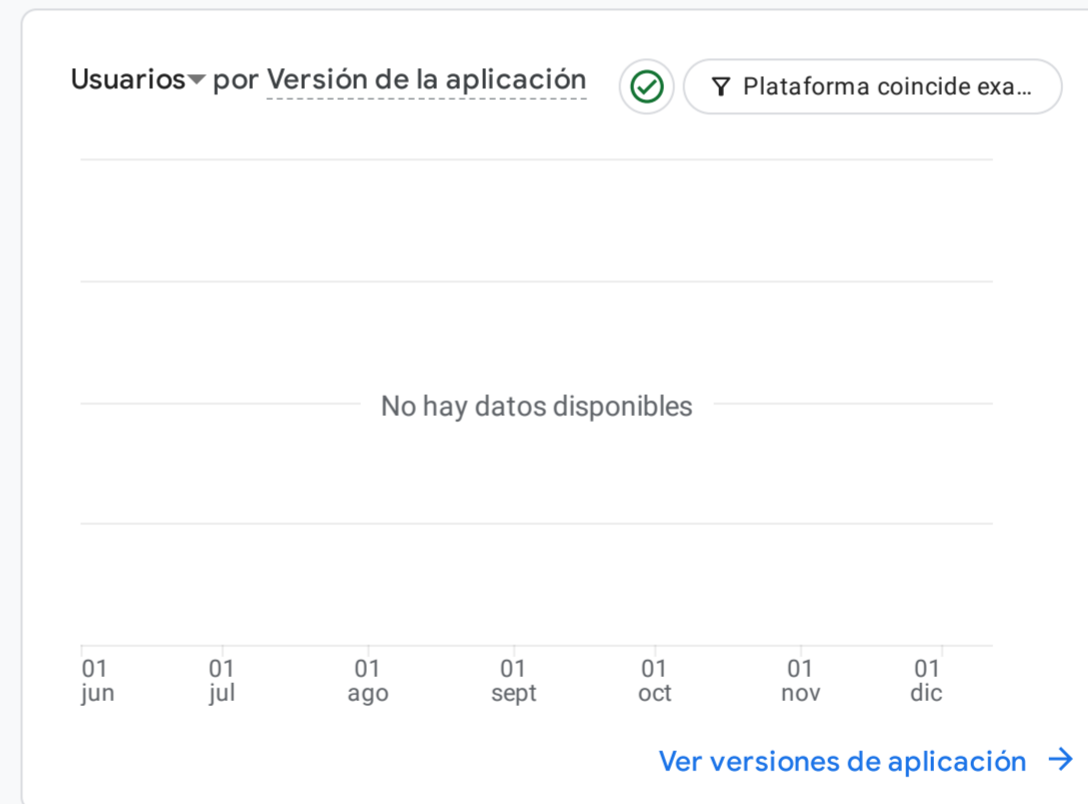 Usuarios por Versión de la aplicación
Plataforma coincide exa...
No hay datos disponibles
01 jun
01 jul
01 ago
01 sept
01 oct
01 nov
01 dic
Ver versiones de aplicación